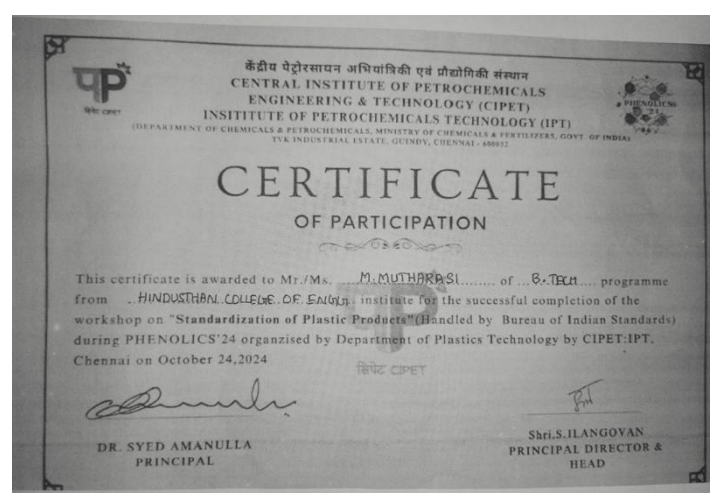 पP
सिपेट CIPET
केंद्रीय पेट्रोरसायन अभियांत्रिकी एवं प्रौद्योगिकी संस्थान
CENTRAL INSTITUTE OF PETROCHEMICALS
ENGINEERING & TECHNOLOGY (CIPET)
INSITITUTE OF PETROCHEMICALS TECHNOLOGY (IPT)
(DEPARTMENT OF CHEMICALS & PETROCHEMICALS, MINISTRY OF CHEMICALS & FERTILIZERS, GOVT. OF INDIA)
TVK INDUSTRIAL ESTATE, GUINDY, CHENNAI - 600032
PHENOLICS
'24
CERTIFICATE
OF PARTICIPATION
This certificate is awarded to Mr./Ms. M.MUTHARASI........ of ...B.TECH.... programme
from ..HINDUSTHAN COLLEGE OF ENGG. institute for the successful completion of the
workshop on "Standardization of Plastic Products"(Handled by Bureau of Indian Standards)
during PHENOLICS'24 organzised by Department of Plastics Technology by CIPET:IPT,
Chennai on October 24,2024
सिपेट CIPET
DR. SYED AMANULLA
PRINCIPAL
Shri.S.ILANGOVAN
PRINCIPAL DIRECTOR &
HEAD